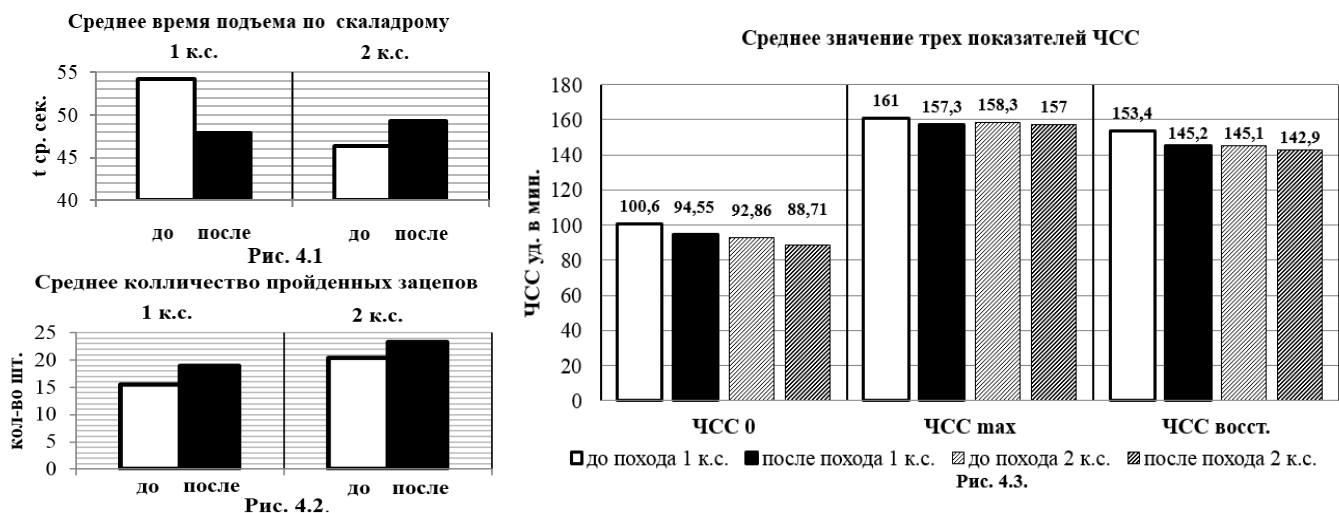 Среднее время подъема по скаладрому
1 к.с. 2 к.с.
55
50
45
40
t ср. сек.
до после до после
Рис. 4.1
Среднее колличество пройденных зацепов
1 к.с. 2 к.с.
25
20
15
10
5
0
кол-во шт.
до после до после
Рис. 4.2.
Среднее значение трех показателей ЧСС
180
160
140
120
100
80
60
40
20
0
ЧСС уд. в мин.
100,6 94,55 92,86 88,71
161 157,3 158,3 157
153,4 145,2 145,1 142,9
ЧСС 0 ЧСС max ЧСС восст.
до похода 1 к.с. после похода 1 к.с. до похода 2 к.с. после похода 2 к.с.
Рис. 4.3.